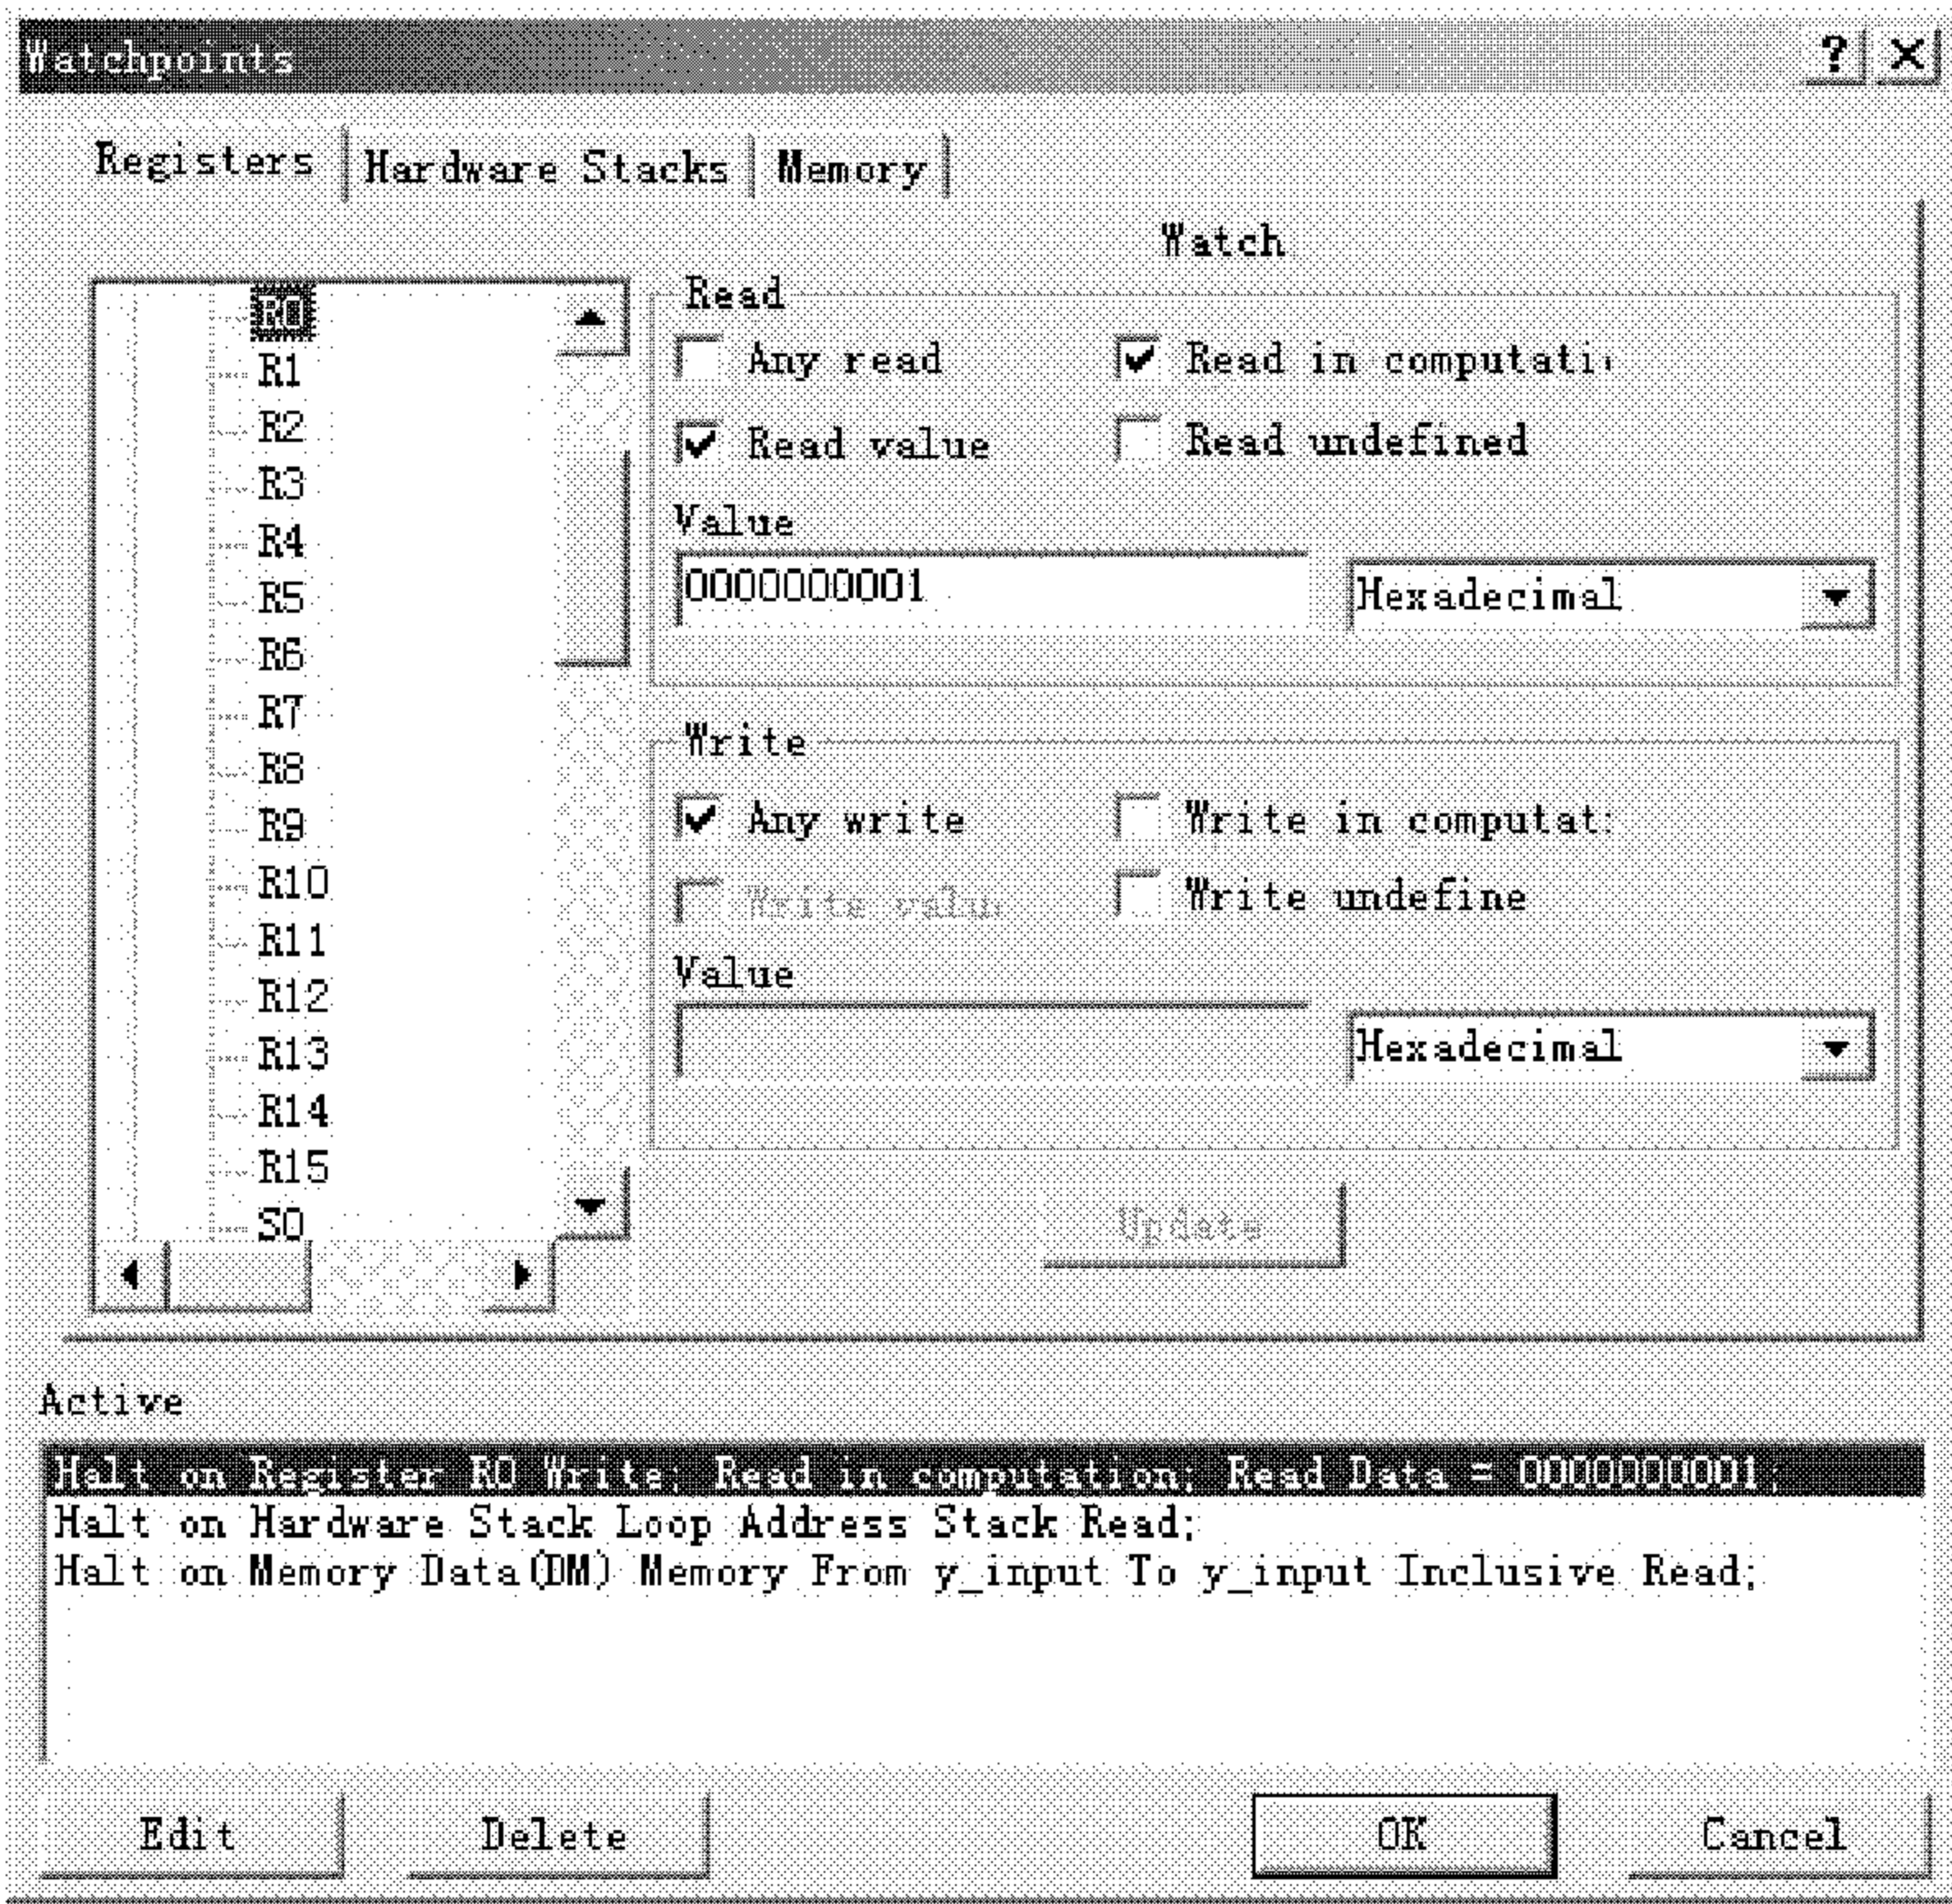 Watchpoints
? X
Registers Hardware Stacks Memory
Watch
R0
R1
R2
R3
R4
R5
R6
R7
R8
R9
R10
R11
R12
R13
R14
R15
S0
Read
Any read Read in computati
Read value Read undefined
Value
0000000001 Hexadecimal
Write
Any write Write in computat
Write valu Write undefine
Value
Hexadecimal
Update
Active
Halt on Register R0 Write; Read in computation; Read Data = 0000000001;
Halt on Hardware Stack Loop Address Stack Read;
Halt on Memory Data(DM) Memory From y_input To y_input Inclusive Read;
Edit Delete OK Cancel